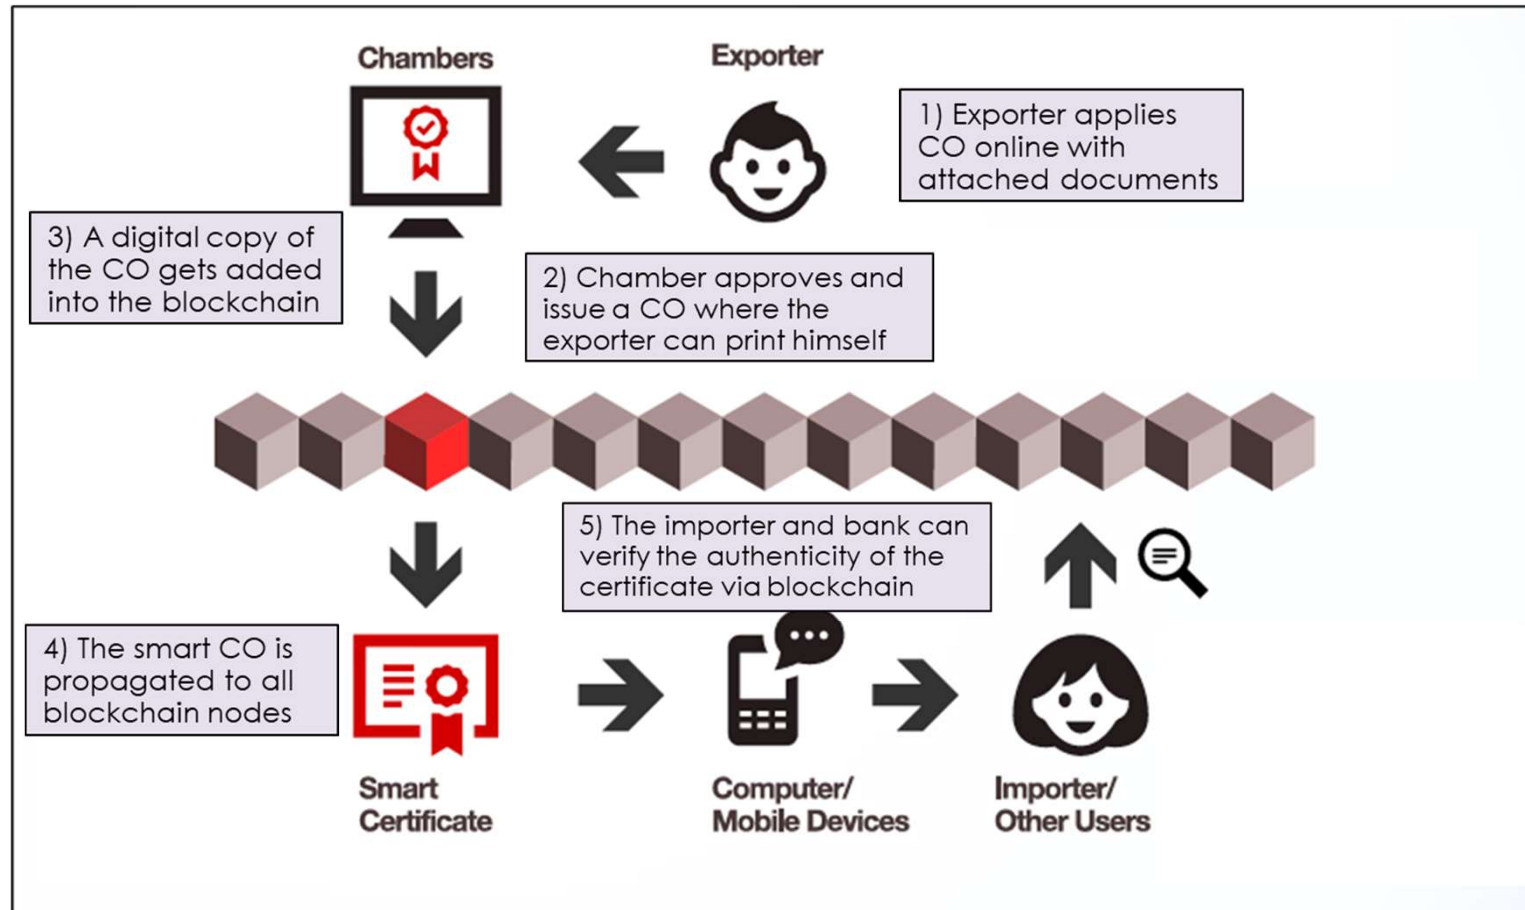 Chambers
Exporter
1) Exporter applies
CO online with
attached documents
3) A digital copy of
the CO gets added
into the blockchain
2) Chamber approves and
issue a CO where the
exporter can print himself
5) The importer and bank can
verify the authenticity of the
certificate via blockchain
4) The smart CO is
propagated to all
blockchain nodes
Smart
Certificate
Computer/
Mobile Devices
Importer/
Other Users